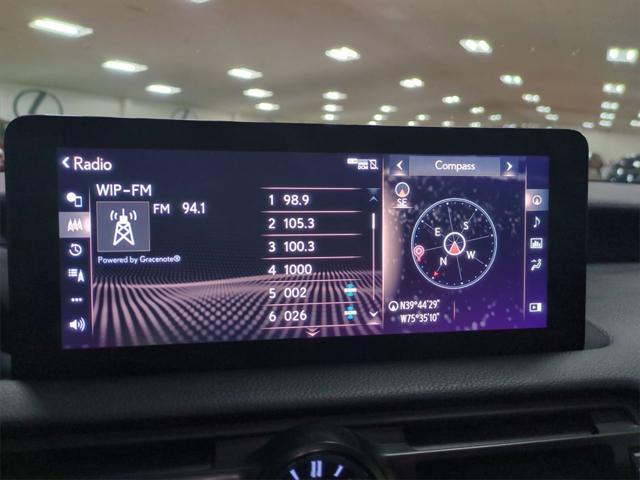 Radio
WIP-FM
FM 94.1
Powered by Gracenote®
1 98.9
2 105.3
3 100.3
4 1000
5 002
6 026
Compass
SE
E S
N W
N39°44'29"
W75°35'10"